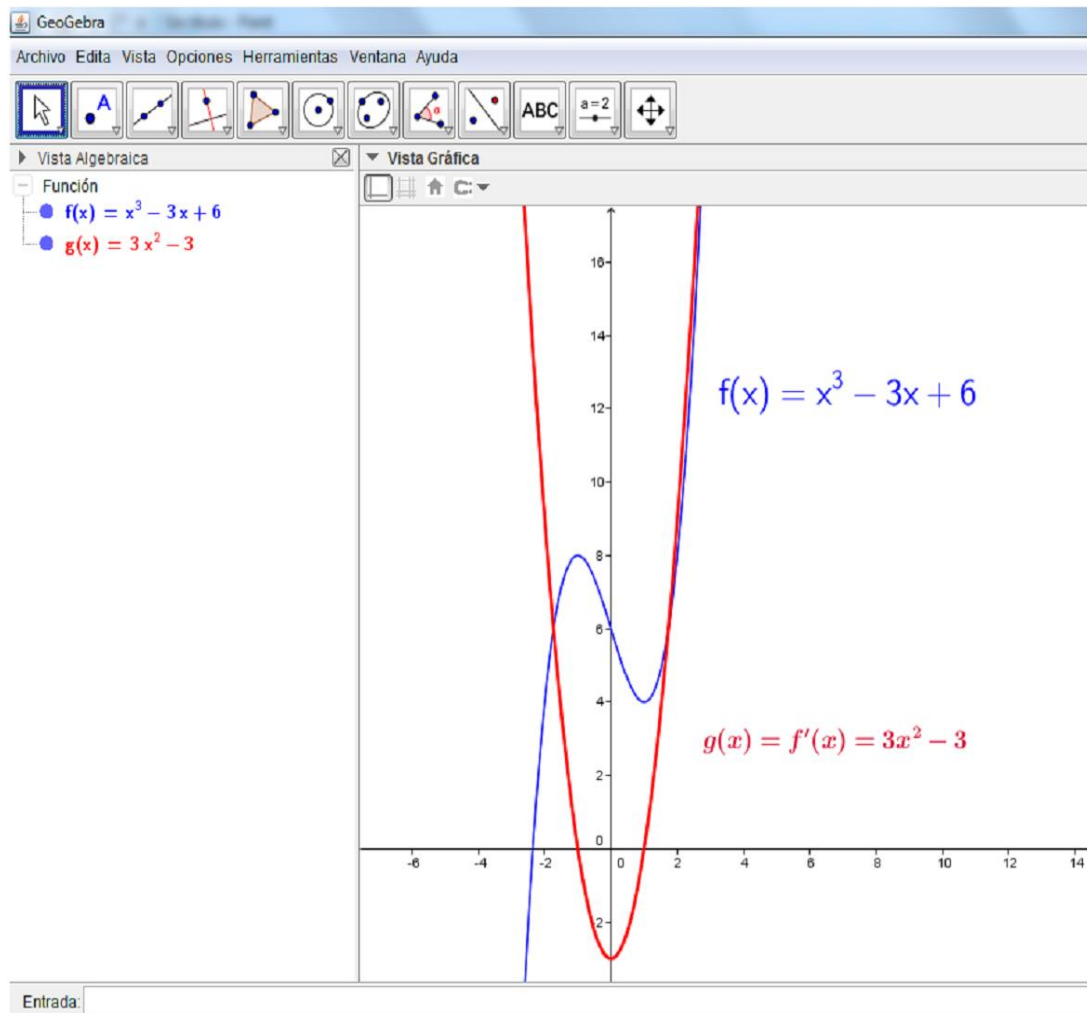 GeoGebra
Archivo Edita Vista Opciones Herramientas Ventana Ayuda
A ABC a=2
Vista Algebraica
Vista Gráfica
Función
f(x) = x³ − 3x + 6
g(x) = 3x² − 3
16
14
f(x) = x³ − 3x + 6
12
10
8
6
4
g(x) = f′(x) = 3x² − 3
2
0
-6 -4 -2 0 2 4 6 8 10 12 14
2
Entrada: